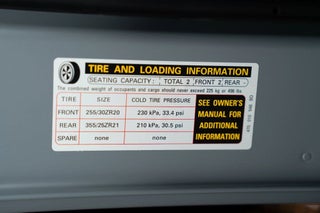 TIRE AND LOADING INFORMATION
SEATING CAPACITY: TOTAL 2 FRONT 2 REAR -
The combined weight of occupants and cargo should never exceed 225 kg or 496 lbs.
TIRE SIZE COLD TIRE PRESSURE
FRONT 255/30ZR20 230 kPa, 33.4 psi
REAR 355/25ZR21 210 kPa, 30.5 psi
SPARE none none
SEE OWNER'S
MANUAL FOR
ADDITIONAL
INFORMATION